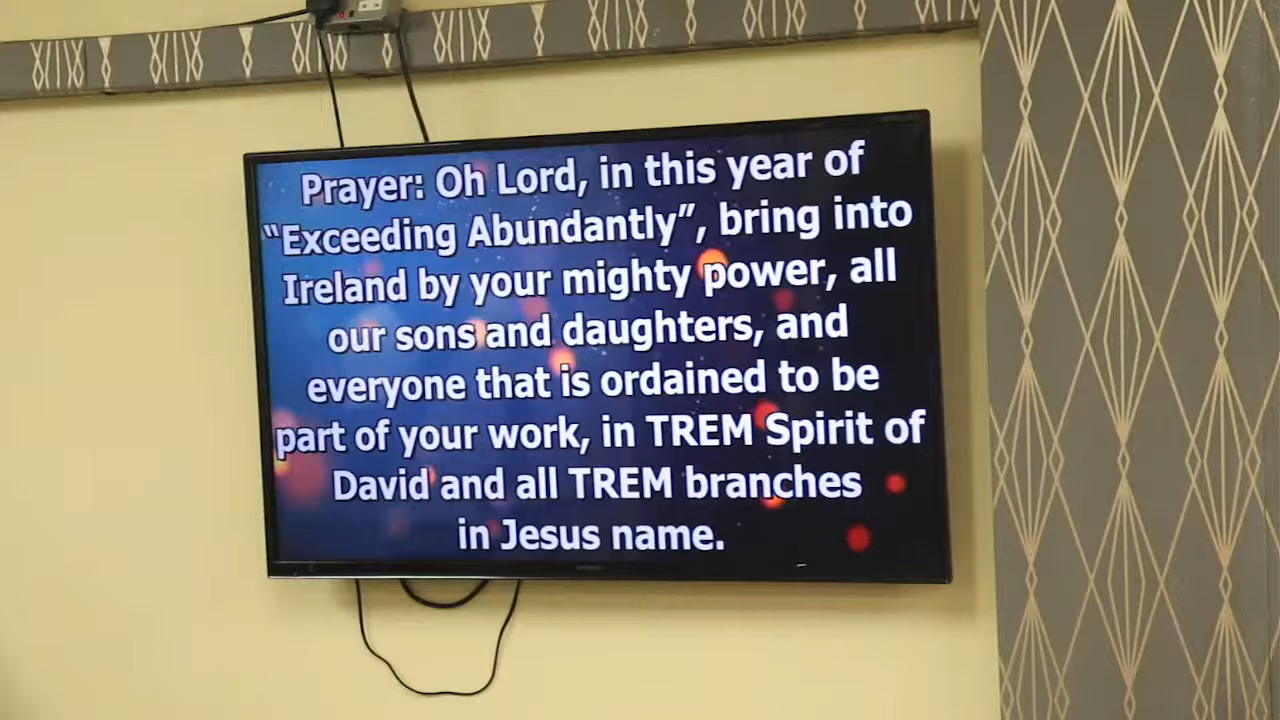 Prayer: Oh Lord, in this year of
“Exceeding Abundantly”, bring into
Ireland by your mighty power, all
our sons and daughters, and
everyone that is ordained to be
part of your work, in TREM Spirit of
David and all TREM branches
in Jesus name.